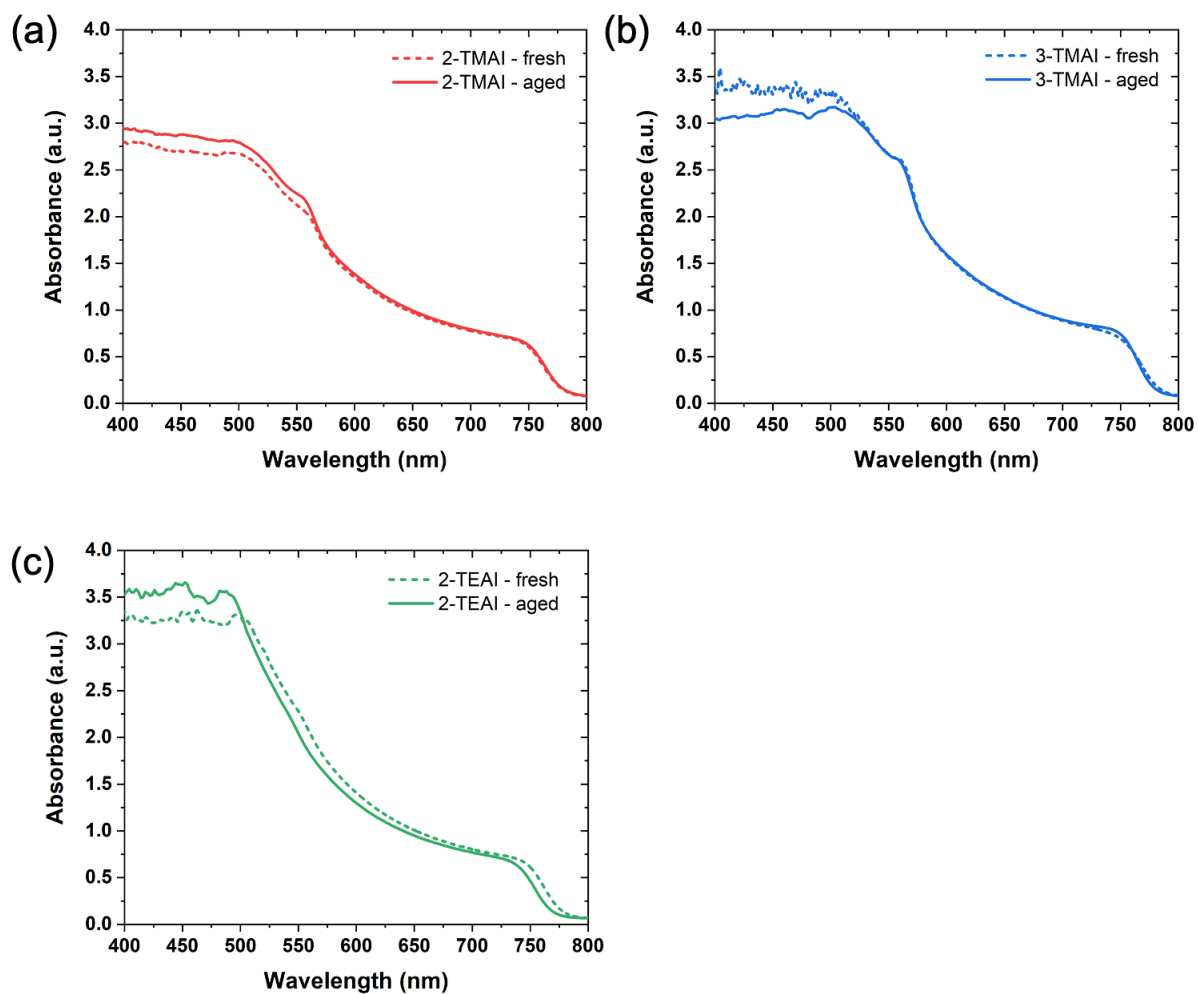 (a)
2-TMAI - fresh
2-TMAI - aged
4.0
3.5
3.0
2.5
2.0
1.5
1.0
0.5
0.0
Absorbance (a.u.)
400 450 500 550 600 650 700 750 800
Wavelength (nm)
(b)
3-TMAI - fresh
3-TMAI - aged
4.0
3.5
3.0
2.5
2.0
1.5
1.0
0.5
0.0
Absorbance (a.u.)
400 450 500 550 600 650 700 750 800
Wavelength (nm)
(c)
2-TEAI - fresh
2-TEAI - aged
4.0
3.5
3.0
2.5
2.0
1.5
1.0
0.5
0.0
Absorbance (a.u.)
400 450 500 550 600 650 700 750 800
Wavelength (nm)